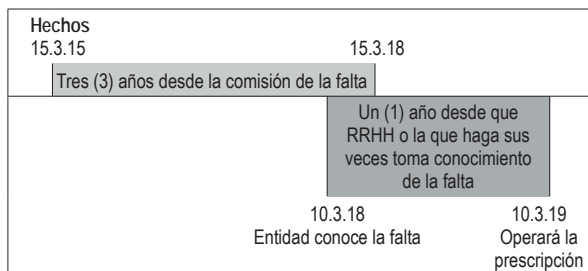 Hechos
15.3.15 15.3.18
Tres (3) años desde la comisión de la falta
Un (1) año desde que
RRHH o la que haga sus
veces toma conocimiento
de la falta
10.3.18 10.3.19
Entidad conoce la falta Operará la
prescripción